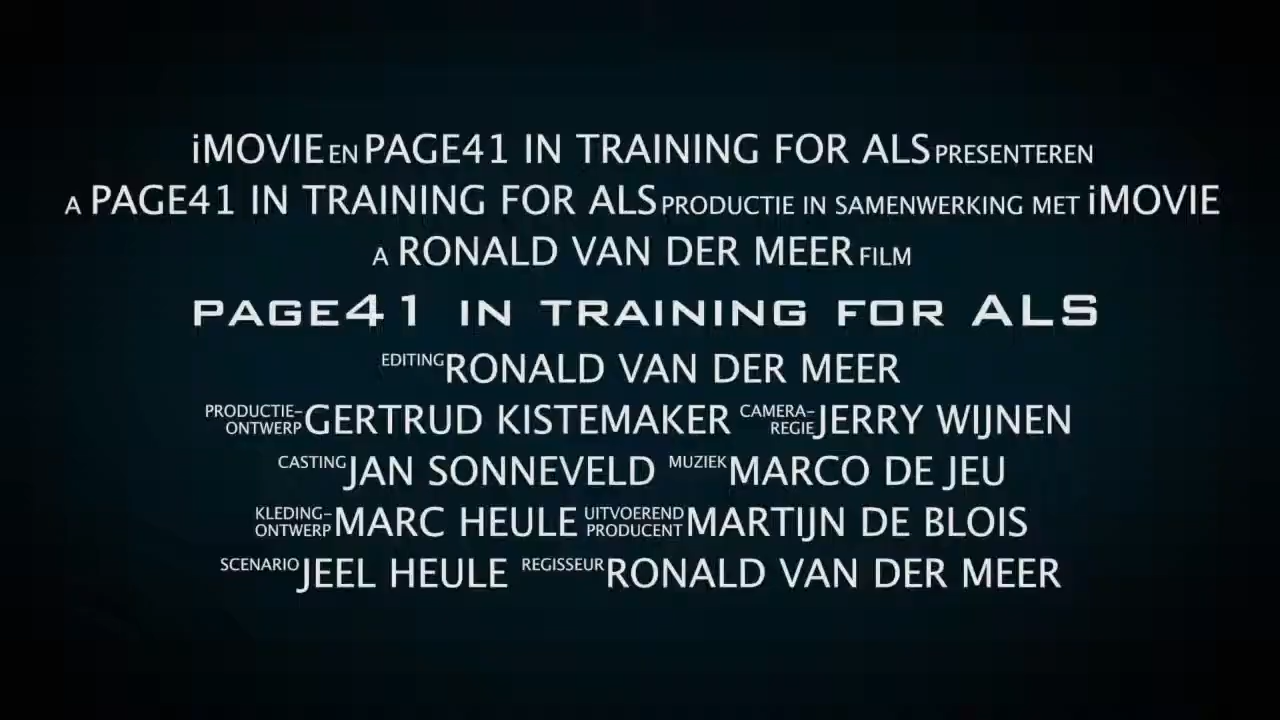 iMOVIE EN PAGE41 IN TRAINING FOR ALS PRESENTEREN
A PAGE41 IN TRAINING FOR ALS PRODUCTIE IN SAMENWERKING MET iMOVIE
A RONALD VAN DER MEER FILM
PAGE41 IN TRAINING FOR ALS
EDITING RONALD VAN DER MEER
PRODUCTIE-ONTWERP GERTRUD KISTEMAKER CAMERA-REGIE JERRY WIJNEN
CASTING JAN SONNEVELD MUZIEK MARCO DE JEU
KLEDING-ONTWERP MARC HEULE UITVOEREND PRODUCENT MARTIJN DE BLOIS
SCENARIO JEEL HEULE REGISSEUR RONALD VAN DER MEER